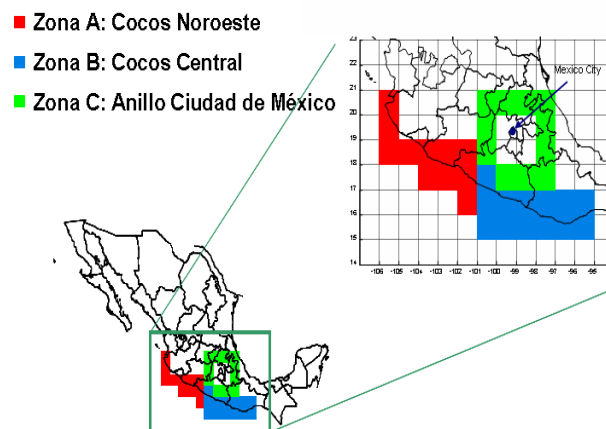 Zona A: Cocos Noroeste
Zona B: Cocos Central
Zona C: Anillo Ciudad de México
Mexico City
23
22
21
20
19
18
17
16
15
14
-106 -105 -104 -103 -102 -101 -100 -99 -98 -97 -96 -95 -94